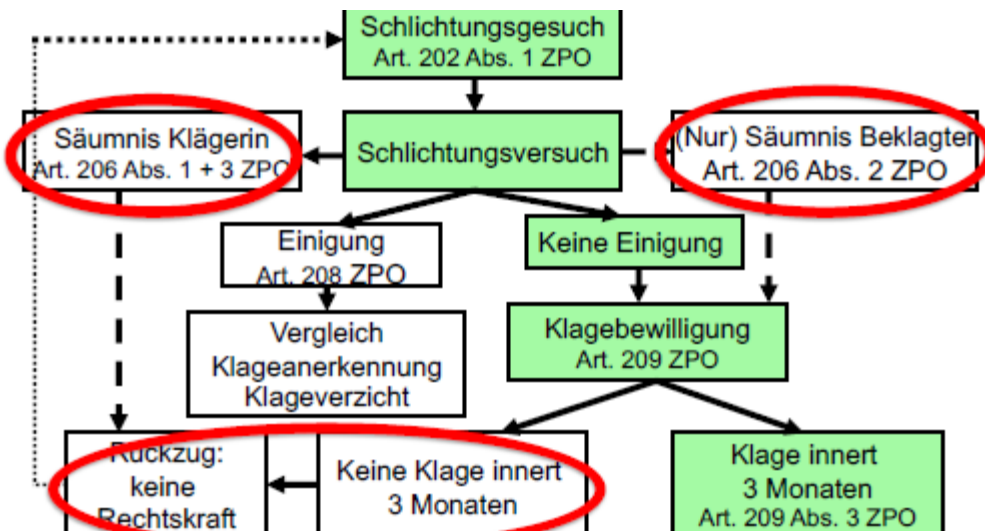 Schlichtungsgesuch
Art. 202 Abs. 1 ZPO
Säumnis Klägerin
Art. 206 Abs. 1 + 3 ZPO
Schlichtungsversuch
(Nur) Säumnis Beklagter
Art. 206 Abs. 2 ZPO
Einigung
Art. 208 ZPO
Keine Einigung
Vergleich
Klageanerkennung
Klageverzicht
Klagebewilligung
Art. 209 ZPO
Rückzug:
keine
Rechtskraft
Keine Klage innert
3 Monaten
Klage innert
3 Monaten
Art. 209 Abs. 3 ZPO